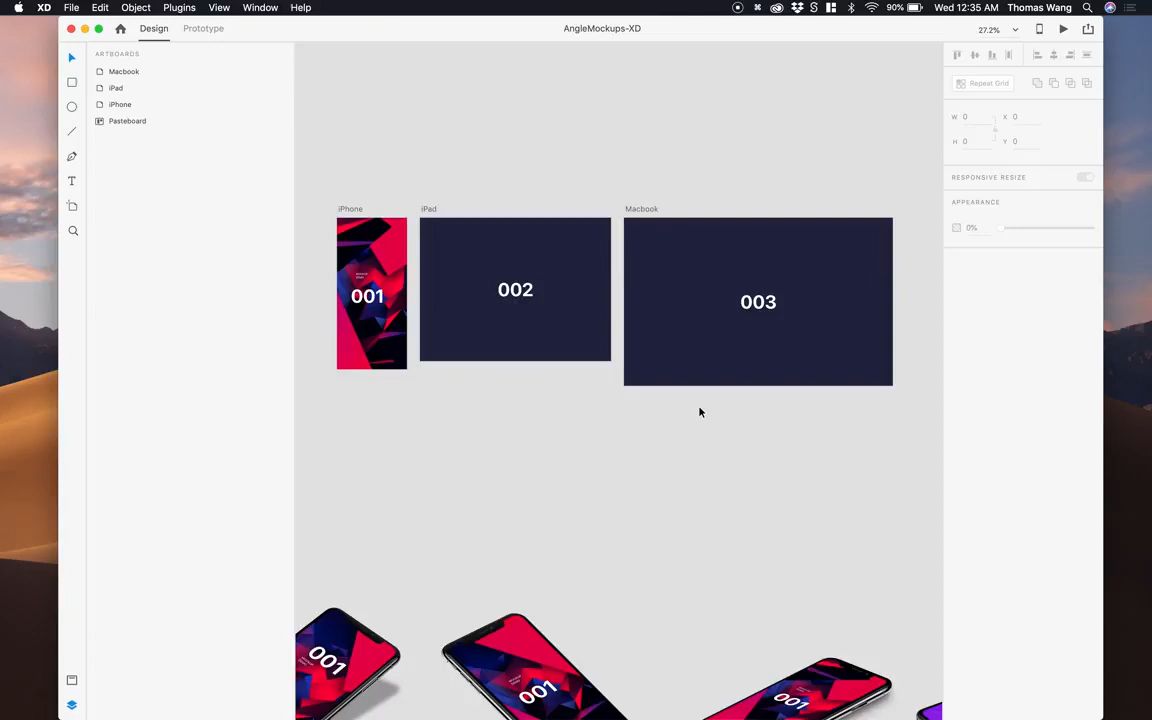 XD File Edit Object Plugins View Window Help
90% Wed 12:35 AM Thomas Wang
Design Prototype
AngleMockups-XD
27.2%
ARTBOARDS
Macbook
iPad
iPhone
Pasteboard
iPhone
iPad
Macbook
001
002
003
Repeat Grid
W 0 X 0
H 0 Y 0
RESPONSIVE RESIZE
APPEARANCE
0%
001
001
001